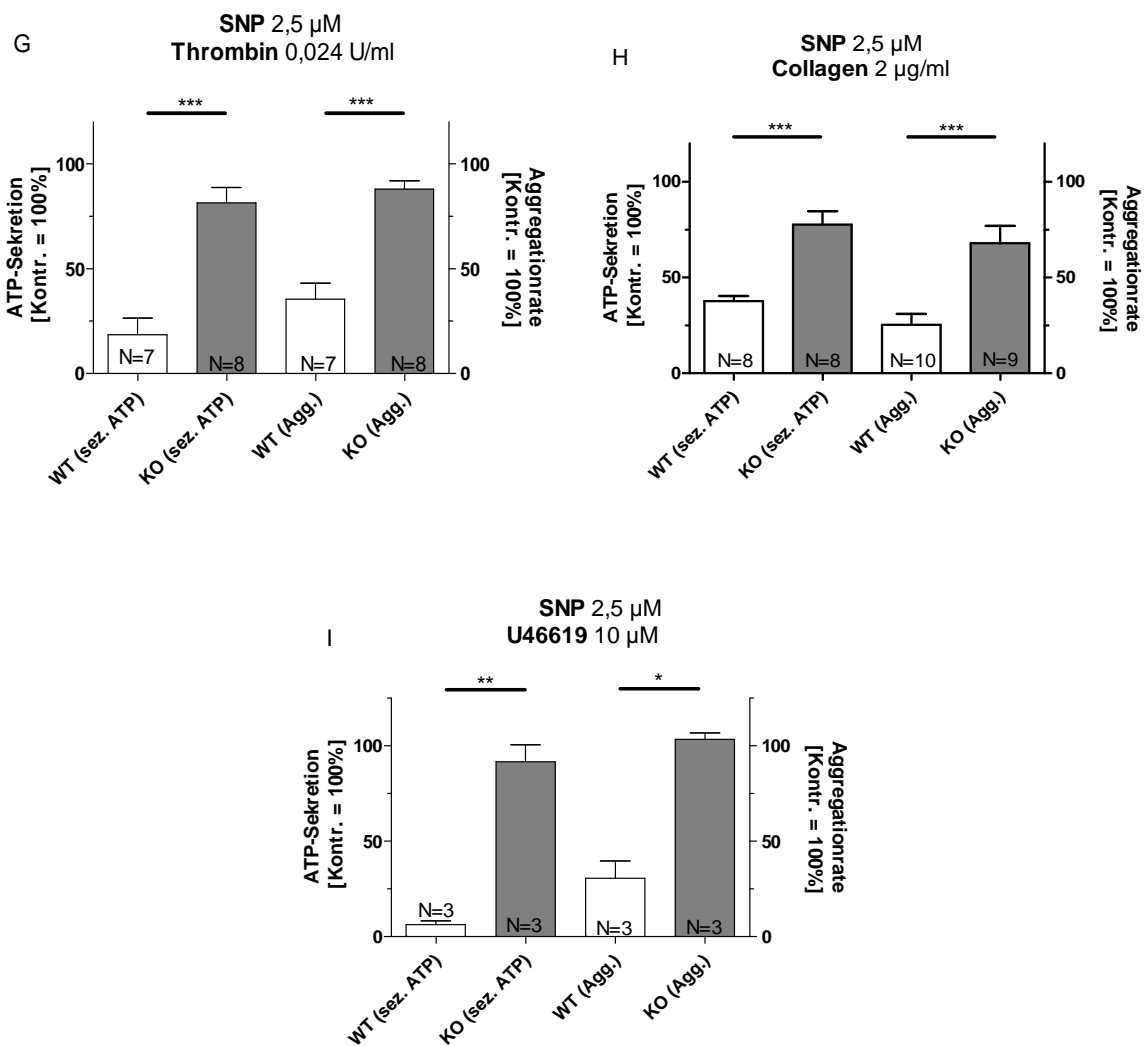 G
SNP 2,5 µM
Thrombin 0,024 U/ml
***
***
ATP-Sekretion
[Kontr. = 100%]
100
50
0
100
50
0
Aggregationrate
[Kontr. = 100%]
N=7
N=8
N=7
N=8
WT (sez. ATP)
KO (sez. ATP)
WT (Agg.)
KO (Agg.)
H
SNP 2,5 µM
Collagen 2 µg/ml
***
***
ATP-Sekretion
[Kontr. = 100%]
100
50
0
100
50
0
Aggregationrate
[Kontr. = 100%]
N=8
N=8
N=10
N=9
WT (sez. ATP)
KO (sez. ATP)
WT (Agg.)
KO (Agg.)
I
SNP 2,5 µM
U46619 10 µM
**
*
ATP-Sekretion
[Kontr. = 100%]
100
50
0
100
50
0
Aggregationrate
[Kontr. = 100%]
N=3
N=3
N=3
N=3
WT (sez. ATP)
KO (sez. ATP)
WT (Agg.)
KO (Agg.)